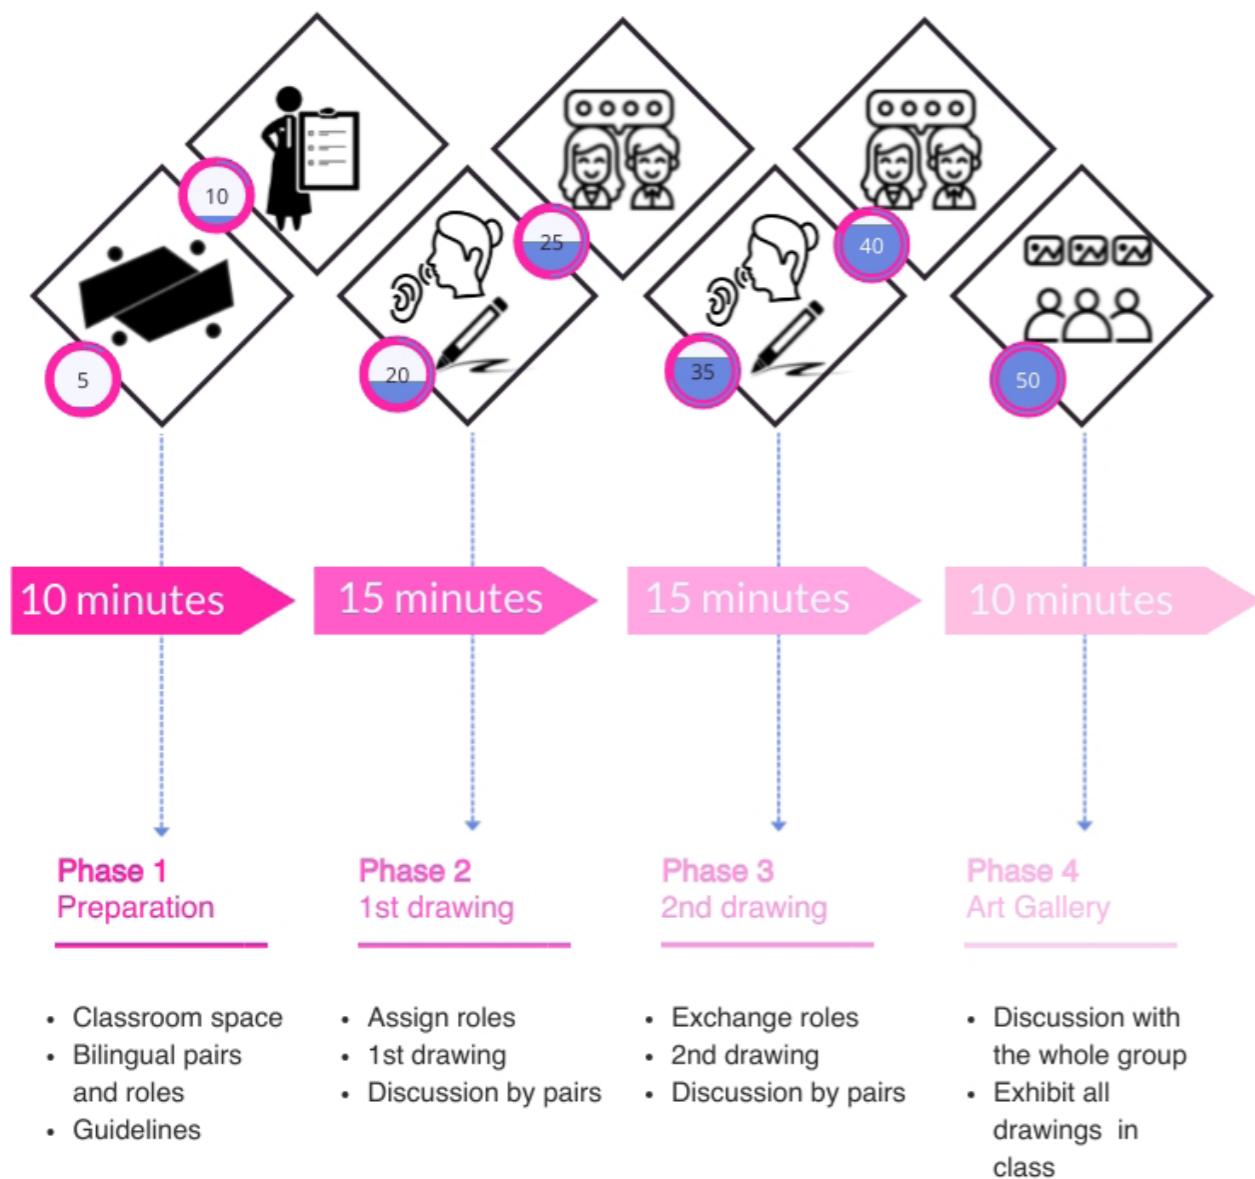 10
25
40
5
20
35
50
10 minutes
15 minutes
15 minutes
10 minutes
Phase 1
Preparation
• Classroom space
• Bilingual pairs
and roles
• Guidelines
Phase 2
1st drawing
• Assign roles
• 1st drawing
• Discussion by pairs
Phase 3
2nd drawing
• Exchange roles
• 2nd drawing
• Discussion by pairs
Phase 4
Art Gallery
• Discussion with
the whole group
• Exhibit all
drawings in
class